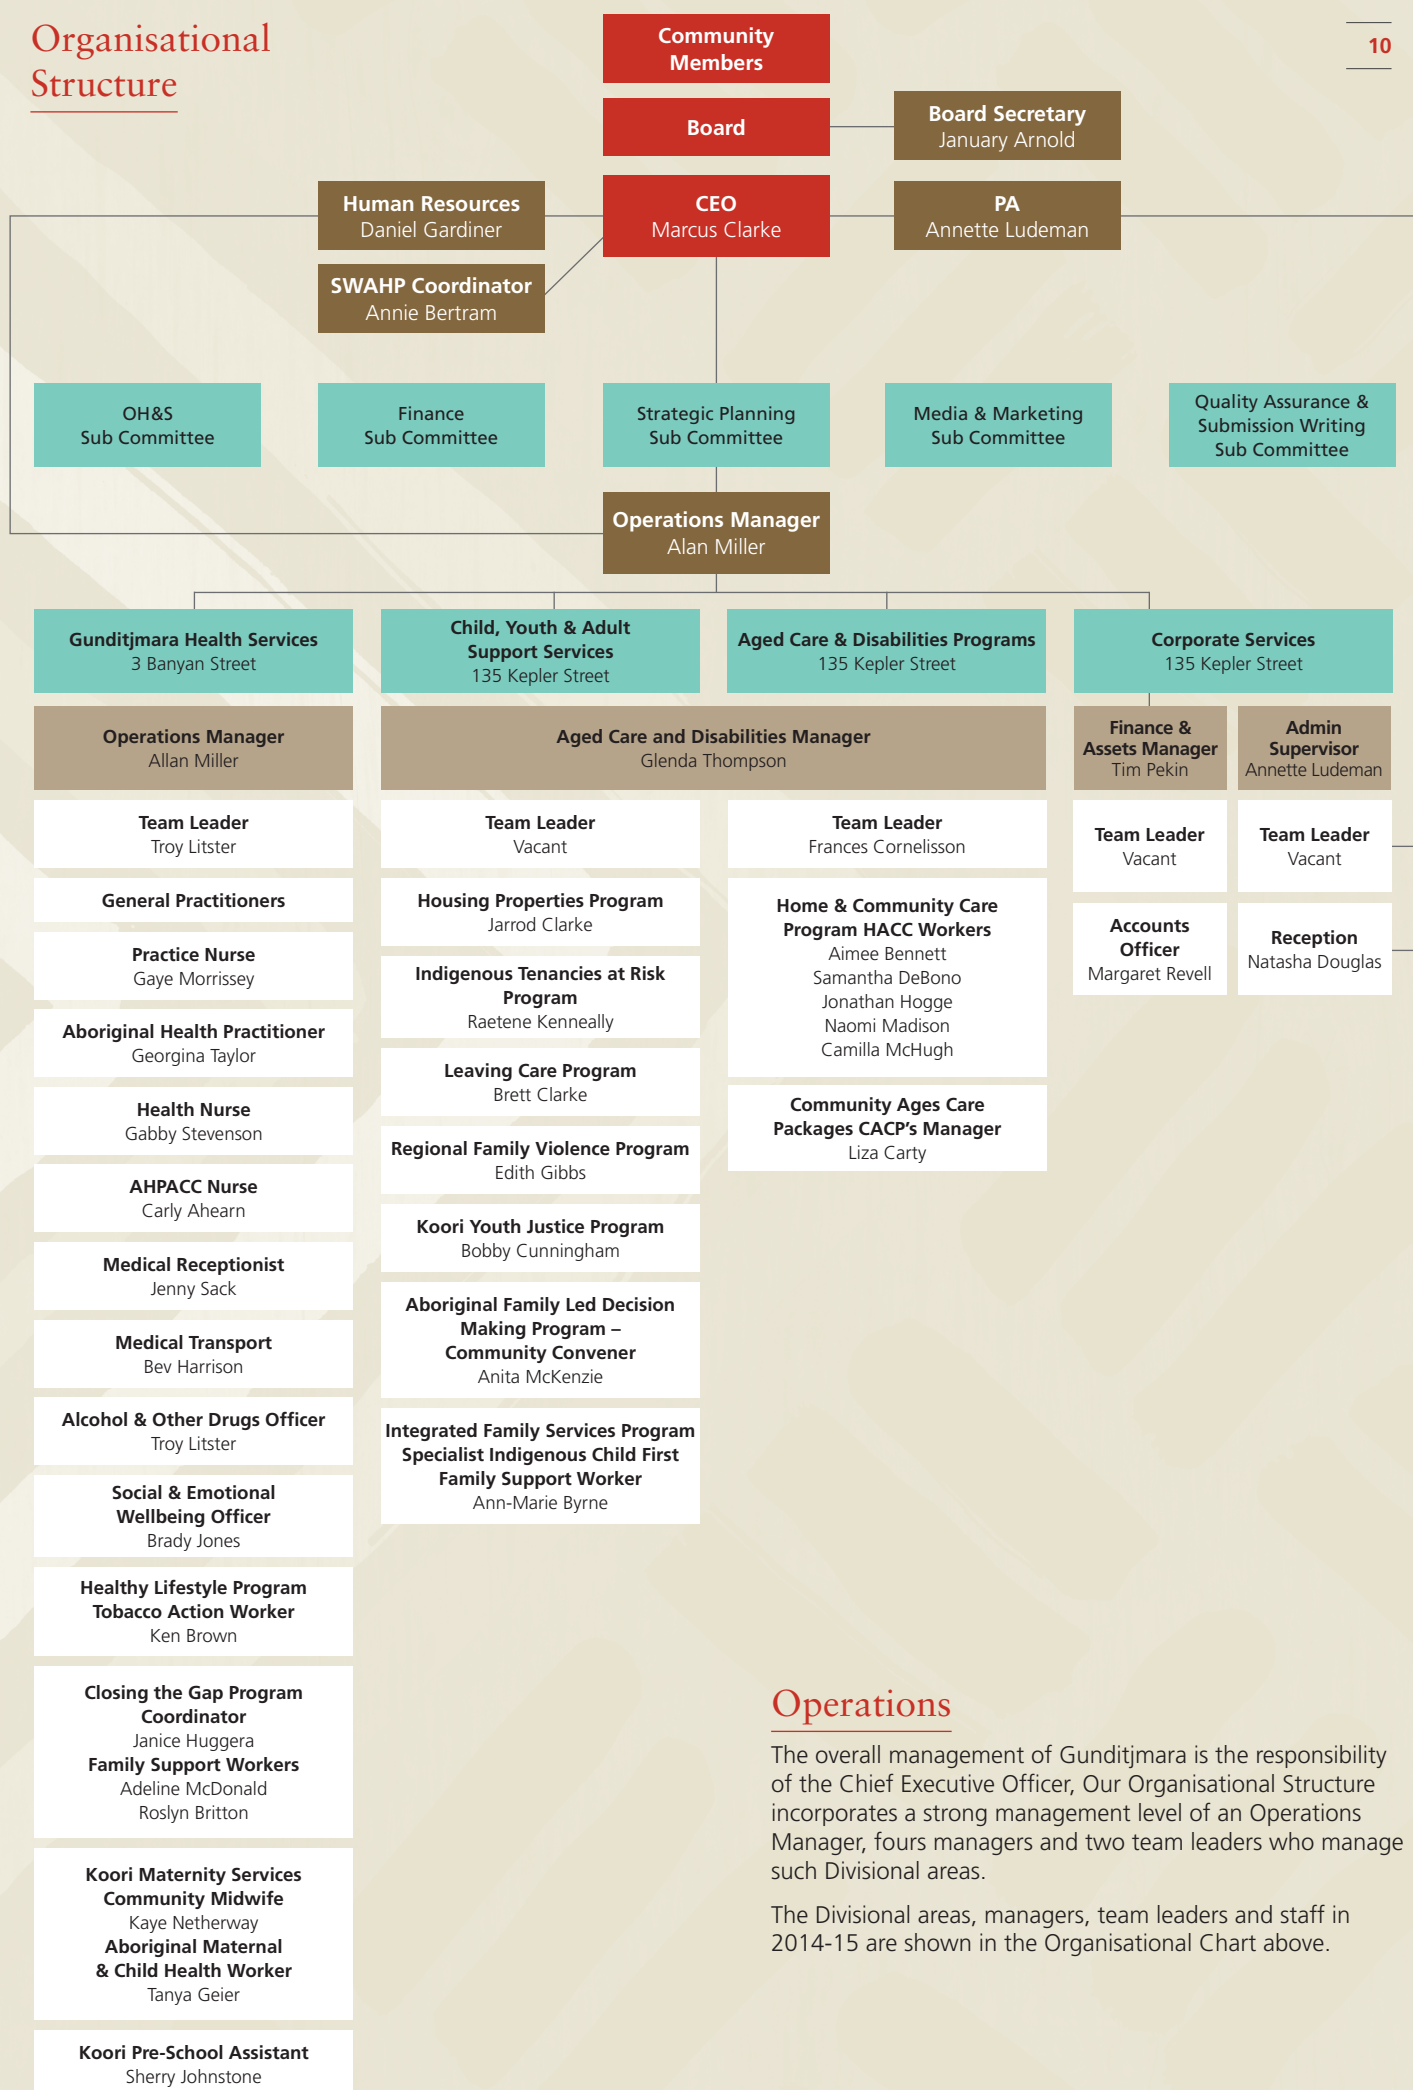 Organisational
Structure
10
Community
Members
Board
Board Secretary
January Arnold
Human Resources
Daniel Gardiner
CEO
Marcus Clarke
PA
Annette Ludeman
SWAHP Coordinator
Annie Bertram
OH&S
Sub Committee
Finance
Sub Committee
Strategic Planning
Sub Committee
Media & Marketing
Sub Committee
Quality Assurance &
Submission Writing
Sub Committee
Operations Manager
Alan Miller
Gunditjmara Health Services
3 Banyan Street
Child, Youth & Adult
Support Services
135 Kepler Street
Aged Care & Disabilities Programs
135 Kepler Street
Corporate Services
135 Kepler Street
Operations Manager
Allan Miller
Aged Care and Disabilities Manager
Glenda Thompson
Finance &
Assets Manager
Tim Pekin
Admin
Supervisor
Annette Ludeman
Team Leader
Troy Litster
General Practitioners
Practice Nurse
Gaye Morrissey
Aboriginal Health Practitioner
Georgina Taylor
Health Nurse
Gabby Stevenson
AHPACC Nurse
Carly Ahearn
Medical Receptionist
Jenny Sack
Medical Transport
Bev Harrison
Alcohol & Other Drugs Officer
Troy Litster
Social & Emotional
Wellbeing Officer
Brady Jones
Healthy Lifestyle Program
Tobacco Action Worker
Ken Brown
Closing the Gap Program
Coordinator
Janice Huggera
Family Support Workers
Adeline McDonald
Roslyn Britton
Koori Maternity Services
Community Midwife
Kaye Netherway
Aboriginal Maternal
& Child Health Worker
Tanya Geier
Koori Pre-School Assistant
Sherry Johnstone
Team Leader
Vacant
Housing Properties Program
Jarrod Clarke
Indigenous Tenancies at Risk
Program
Raetene Kenneally
Leaving Care Program
Brett Clarke
Regional Family Violence Program
Edith Gibbs
Koori Youth Justice Program
Bobby Cunningham
Aboriginal Family Led Decision
Making Program –
Community Convener
Anita McKenzie
Integrated Family Services Program
Specialist Indigenous Child First
Family Support Worker
Ann-Marie Byrne
Team Leader
Frances Cornelisson
Home & Community Care
Program HACC Workers
Aimee Bennett
Samantha DeBono
Jonathan Hogge
Naomi Madison
Camilla McHugh
Community Ages Care
Packages CACP's Manager
Liza Carty
Team Leader
Vacant
Accounts
Officer
Margaret Revell
Team Leader
Vacant
Reception
Natasha Douglas
Operations
The overall management of Gunditjmara is the responsibility
of the Chief Executive Officer, Our Organisational Structure
incorporates a strong management level of an Operations
Manager, fours managers and two team leaders who manage
such Divisional areas.
The Divisional areas, managers, team leaders and staff in
2014-15 are shown in the Organisational Chart above.